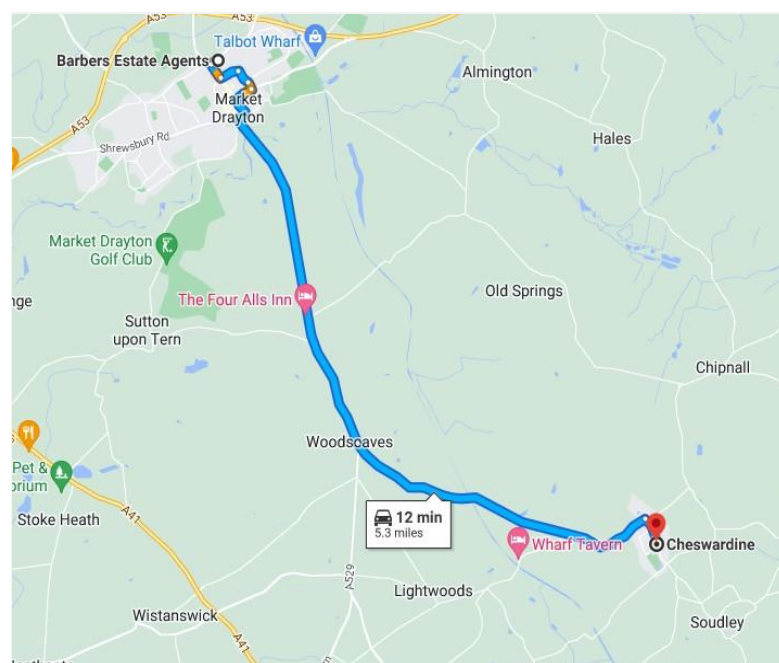 A53
Talbot Wharf
Barbers Estate Agents
Almington
Market
Drayton
A53
Shrewsbury Rd
Hales
Market Drayton
Golf Club
Old Springs
The Four Alls Inn
nge
Sutton
upon Tern
Chipnall
Woodscaves
Pet &
orium
12 min
5.3 miles
Stoke Heath
A41
Wharf Tavern
Cheswardine
A529
Lightwoods
Wistanswick
Soudley
A41